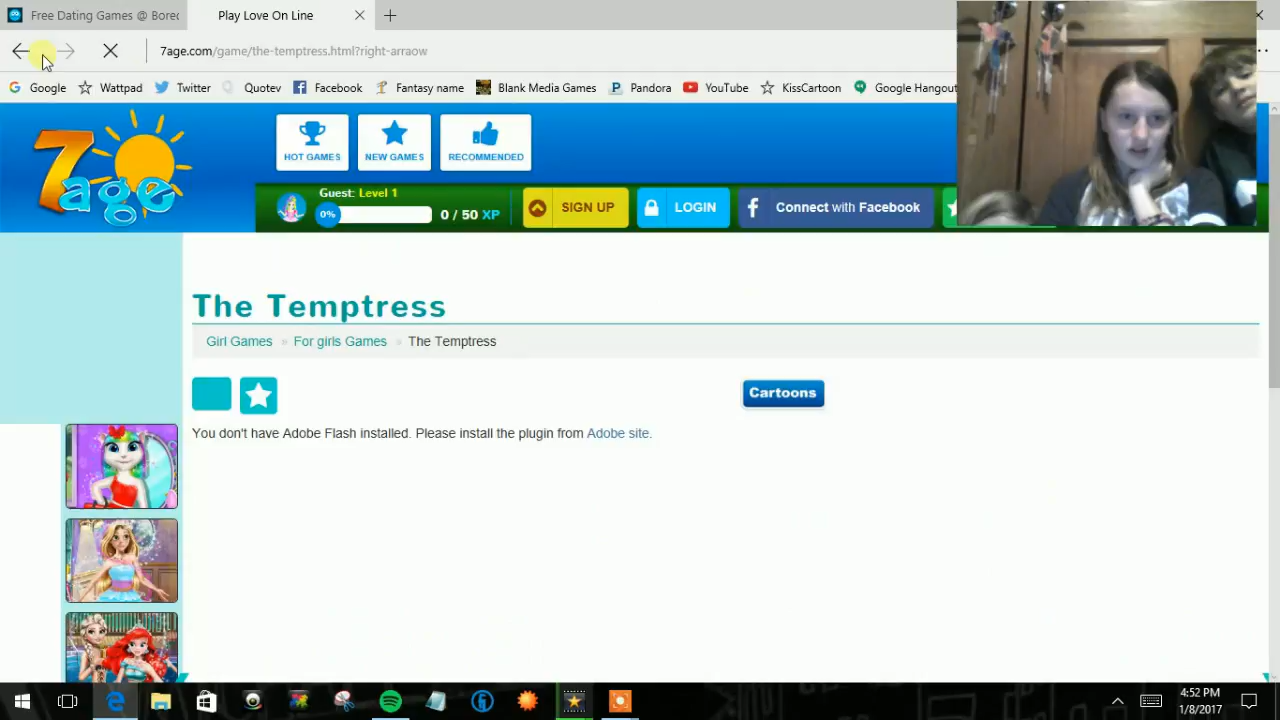 Free Dating Games @ Bored
Play Love On Line
7age.com/game/the-temptress.html?right-arraow
Google
Wattpad
Twitter
Quotev
Facebook
Fantasy name
Blank Media Games
Pandora
YouTube
KissCartoon
Google Hangout
7age
HOT GAMES
NEW GAMES
RECOMMENDED
Guest: Level 1
0%
0 / 50 XP
SIGN UP
LOGIN
Connect with Facebook
The Temptress
Girl Games » For girls Games » The Temptress
Cartoons
You don't have Adobe Flash installed. Please install the plugin from Adobe site.
4:52 PM
1/8/2017